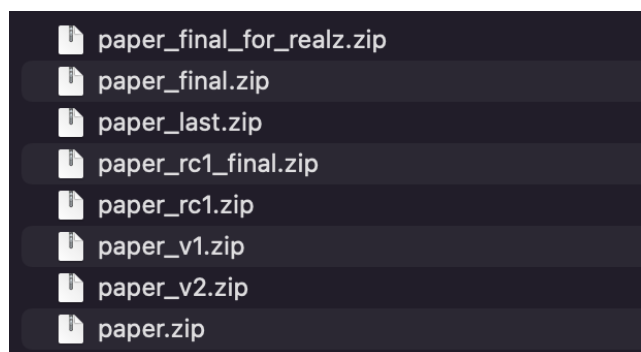 paper_final_for_realz.zip
paper_final.zip
paper_last.zip
paper_rc1_final.zip
paper_rc1.zip
paper_v1.zip
paper_v2.zip
paper.zip